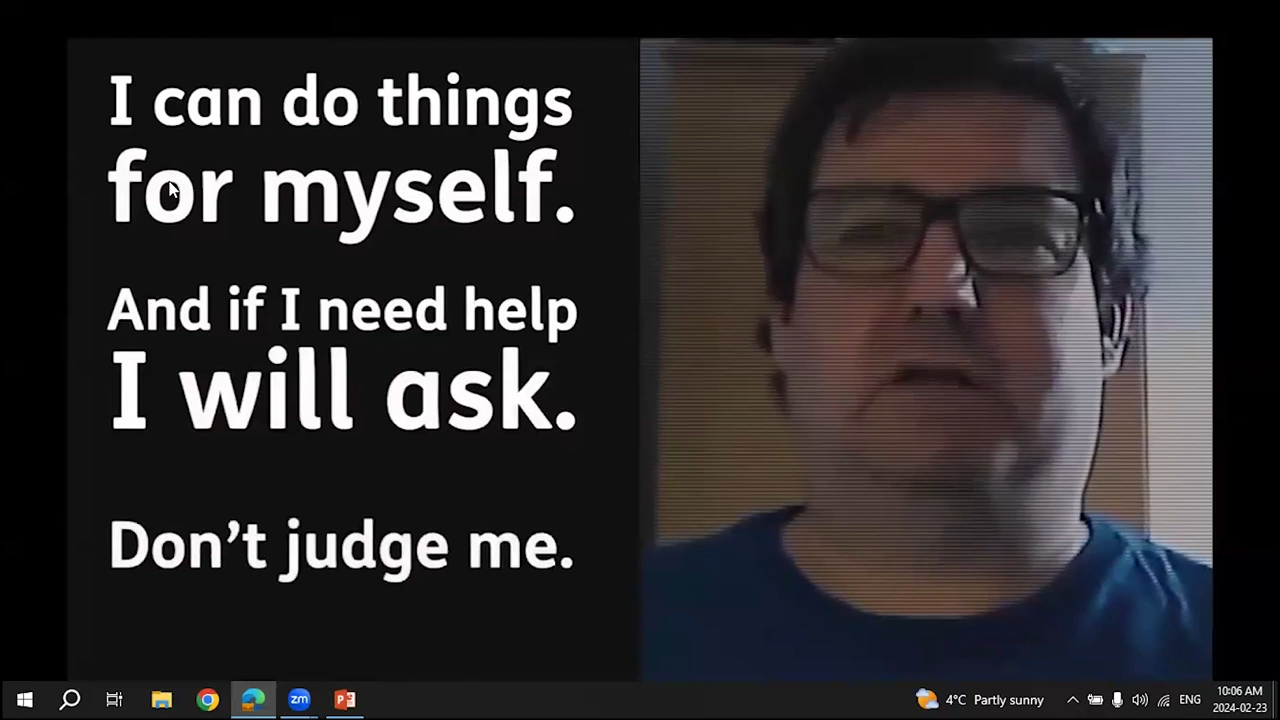 I can do things
for myself.
And if I need help
I will ask.
Don't judge me.
zm
4°C Partly sunny
ENG
10:06 AM
2024-02-23